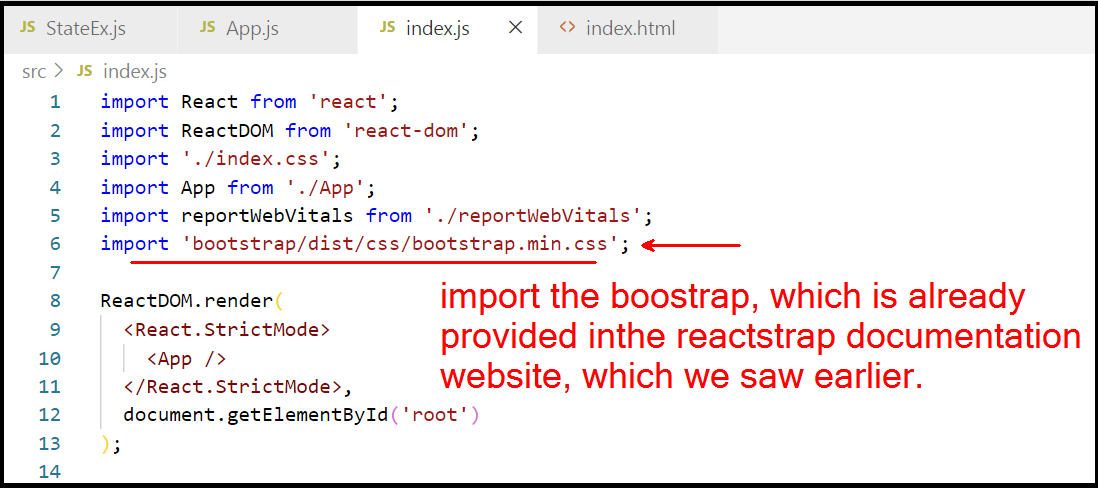 JS StateEx.js JS App.js JS index.js × <> index.html
src > JS index.js
1 import React from 'react';
2 import ReactDOM from 'react-dom';
3 import './index.css';
4 import App from './App';
5 import reportWebVitals from './reportWebVitals';
6 import 'bootstrap/dist/css/bootstrap.min.css';
7
8 ReactDOM.render(
9 <React.StrictMode>
10 <App />
11 </React.StrictMode>,
12 document.getElementById('root')
13 );
14
import the boostrap, which is already
provided inthe reactstrap documentation
website, which we saw earlier.